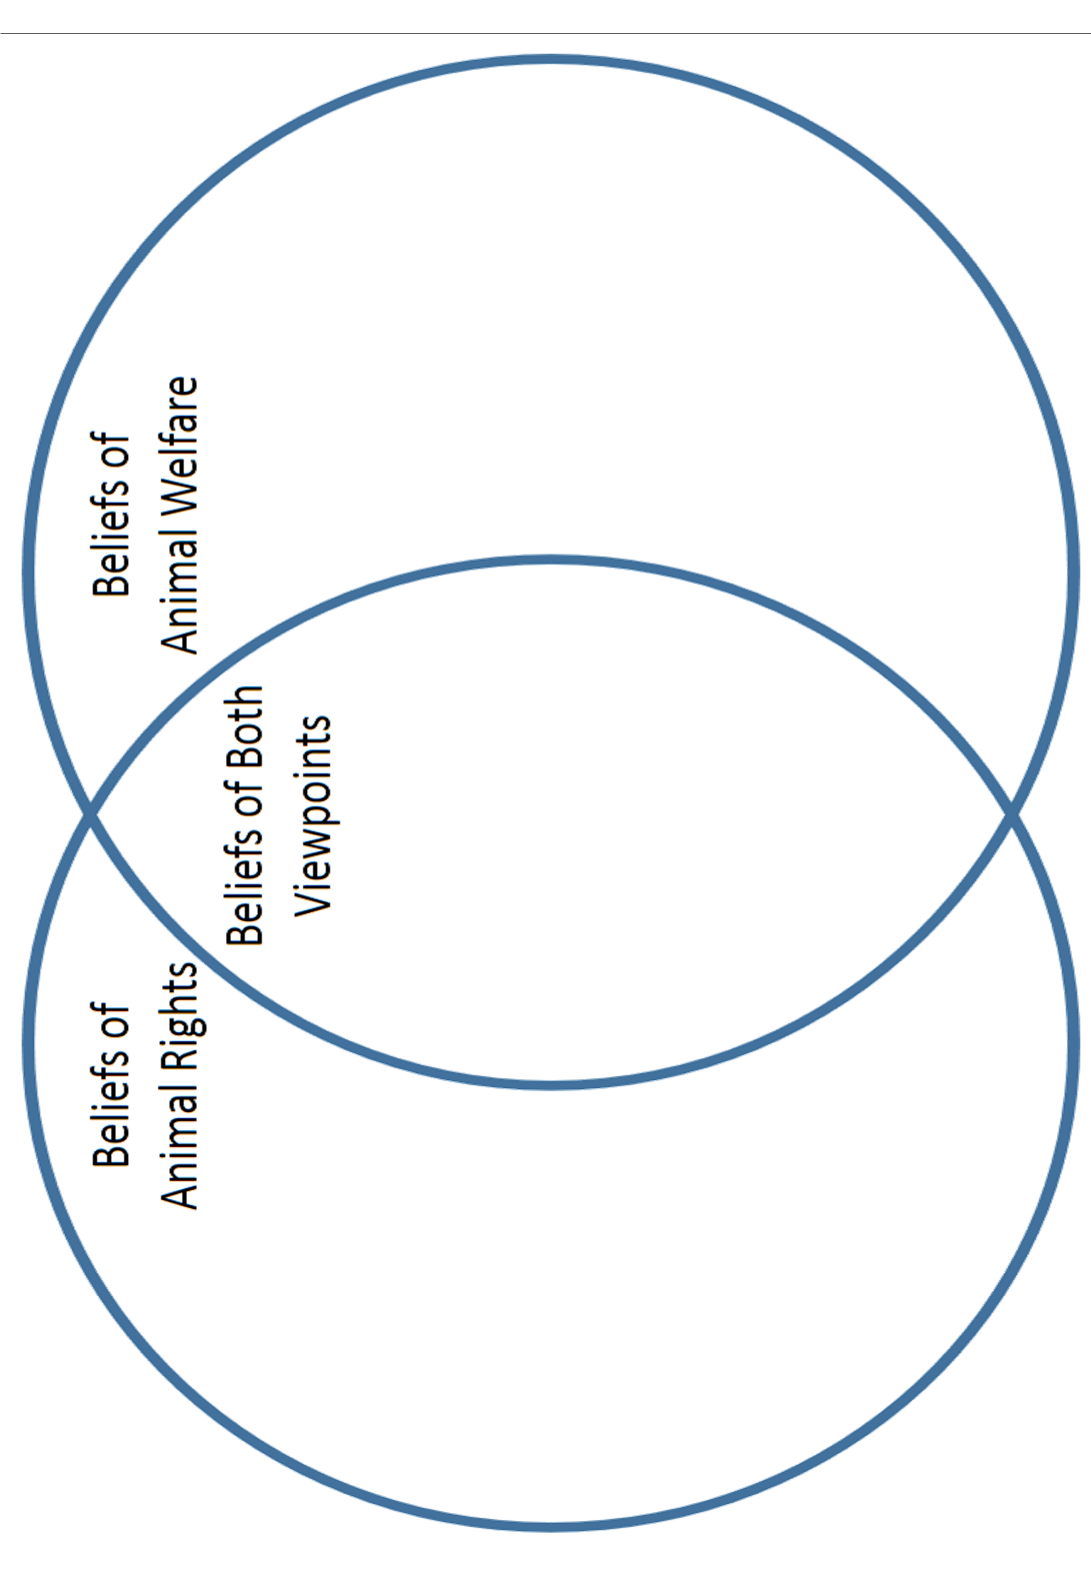 Beliefs of
Animal Rights
Beliefs of Both
Viewpoints
Beliefs of
Animal Welfare